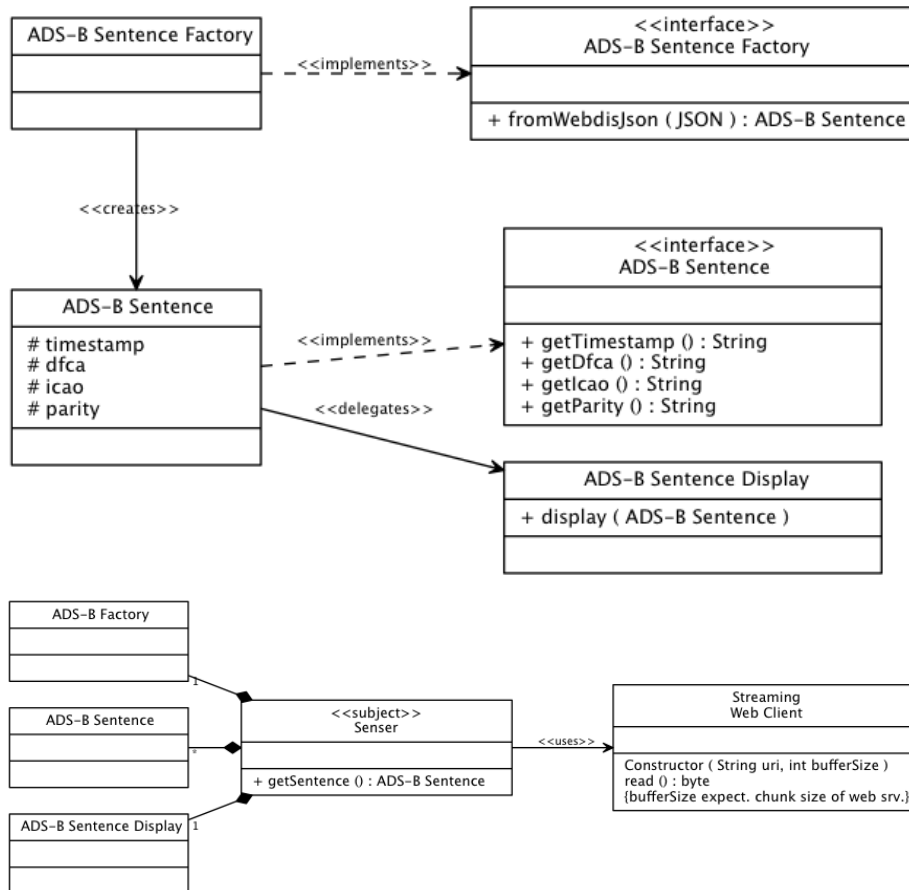 ADS-B Sentence Factory
<<implements>>
<<interface>>
ADS-B Sentence Factory
+ fromWebdisJson ( JSON ) : ADS-B Sentence
<<creates>>
ADS-B Sentence
# timestamp
# dfca
# icao
# parity
<<implements>>
<<delegates>>
<<interface>>
ADS-B Sentence
+ getTimestamp () : String
+ getDfca () : String
+ getIcao () : String
+ getParity () : String
ADS-B Sentence Display
+ display ( ADS-B Sentence )
ADS-B Factory
1
ADS-B Sentence
*
ADS-B Sentence Display
1
<<subject>>
Senser
+ getSentence () : ADS-B Sentence
<<uses>>
Streaming
Web Client
Constructor ( String uri, int bufferSize )
read () : byte
{bufferSize expect. chunk size of web srv.}